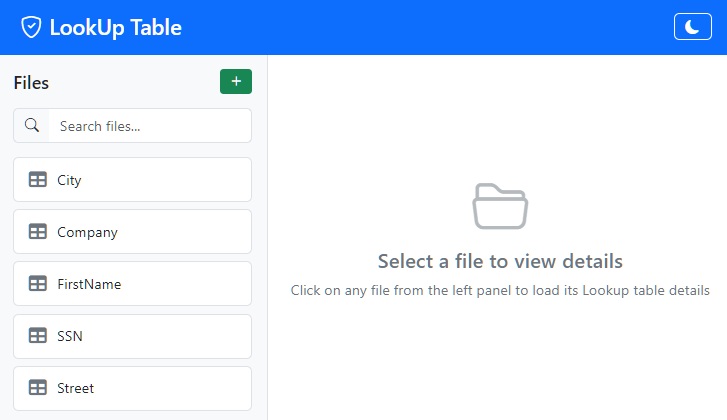 LookUp Table
Files
+
Search files...
City
Company
FirstName
SSN
Street
Select a file to view details
Click on any file from the left panel to load its Lookup table details